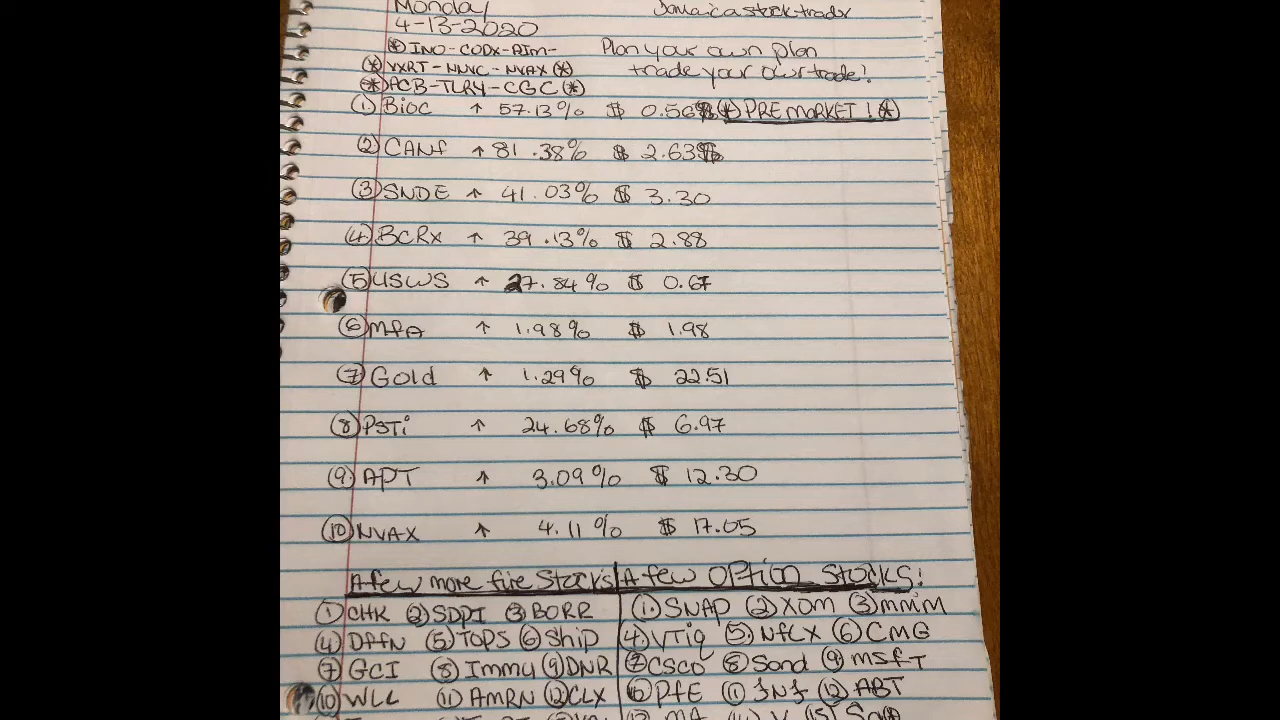 Monday Jamaicastocktradx
4-13-2020
(*) INO-CODX-AIM- Plan your own plan
(*) VXRT-NNVC-NVAX (*) trade your own trade!
(*) ACB-TLRY-CGC (*)
(1) Bioc ↑ 57.13% $ 0.56 (*) PREMARKET! (*)
(2) CANf ↑ 81.38% $ 2.63
(3) SNDE ↑ 41.03% $ 3.30
(4) BCRx ↑ 39.13% $ 2.88
(5) USWS ↑ 27.84% $ 0.67
(6) MfA ↑ 1.98% $ 1.98
(7) Gold ↑ 1.29% $ 22.51
(8) PSTi ↑ 24.68% $ 6.97
(9) APT ↑ 3.09% $ 12.30
(10) NVAX ↑ 4.11% $ 17.05
A few more fire Stocks! A few OPtion Stocks!
(1) CHK (2) SDPI (3) BORR (1.) SNAP (2) XOM (3) MMM
(4) DffN (5) TOPS (6) Ship (4) VTiq (5) NfLX (6) CMG
(7) GCI (8) Immy (9) DNR (7) CSCO (8) Sond (9) MSfT
(10) WLL (11) AMRN (12) CLX (10) PfE (11) JNJ (12) ABT
MA V (15)